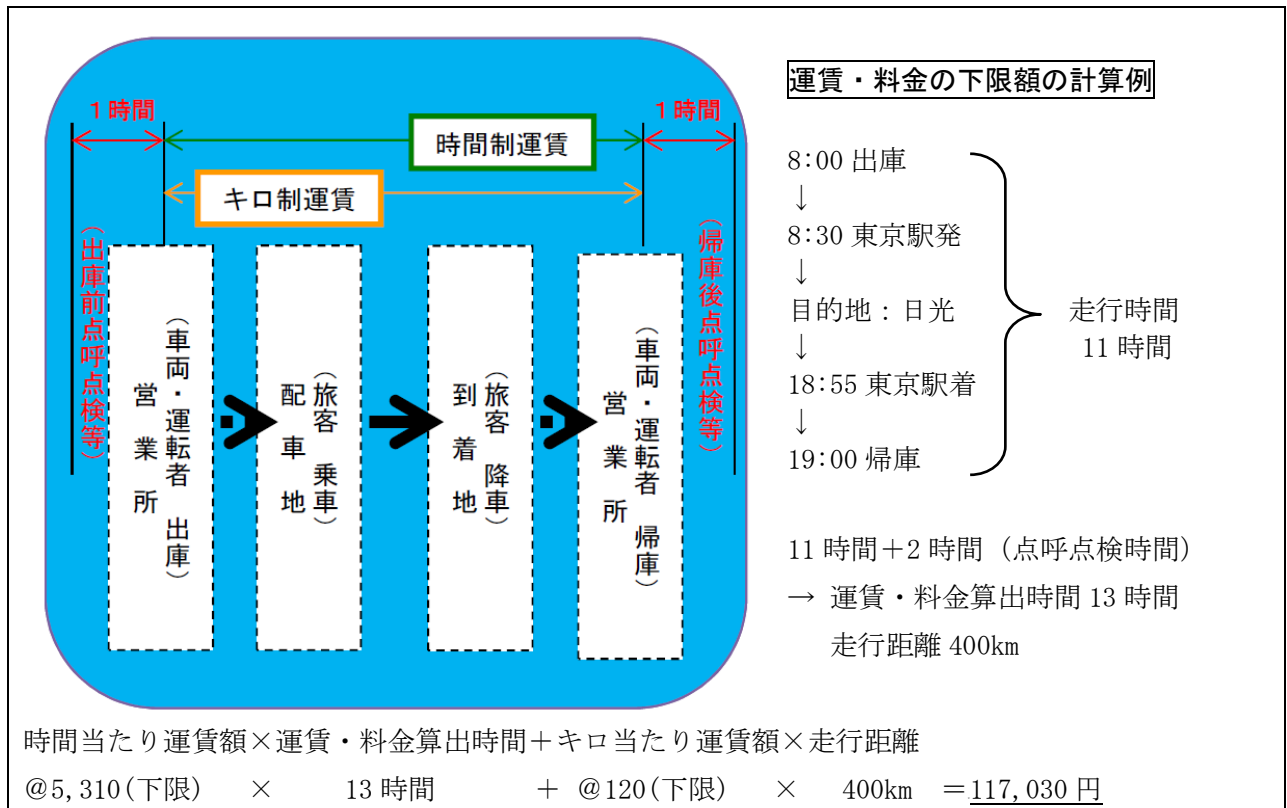 1時間
1時間
時間制運賃
キロ制運賃
（出庫前点呼点検等）
（車両・運転者 出庫）
営業所
（旅客 乗車）
配車地
（旅客 降車）
到着地
（車両・運転者 帰庫）
営業所
（帰庫後点呼点検等）
運賃・料金の下限額の計算例
8:00 出庫
↓
8:30 東京駅発
↓
目的地：日光
↓
18:55 東京駅着
↓
19:00 帰庫
走行時間
11 時間
11 時間＋2 時間（点呼点検時間）
→ 運賃・料金算出時間 13 時間
走行距離 400km
時間当たり運賃額×運賃・料金算出時間＋キロ当たり運賃額×走行距離
@5,310(下限) × 13 時間 ＋ @120(下限) × 400km ＝117,030 円